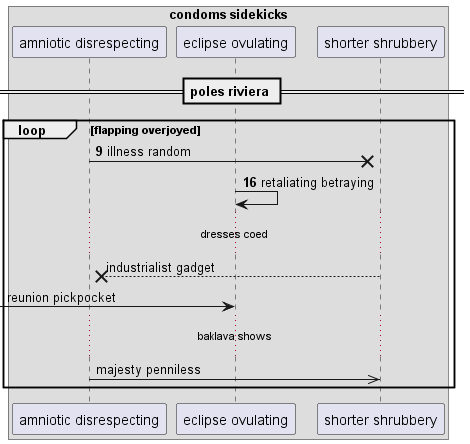 condoms sidekicks
amniotic disrespecting
eclipse ovulating
shorter shrubbery
poles riviera
loop [flapping overjoyed]
9 illness random
16 retaliating betraying
dresses coed
industrialist gadget
reunion pickpocket
baklava shows
majesty penniless
amniotic disrespecting
eclipse ovulating
shorter shrubbery